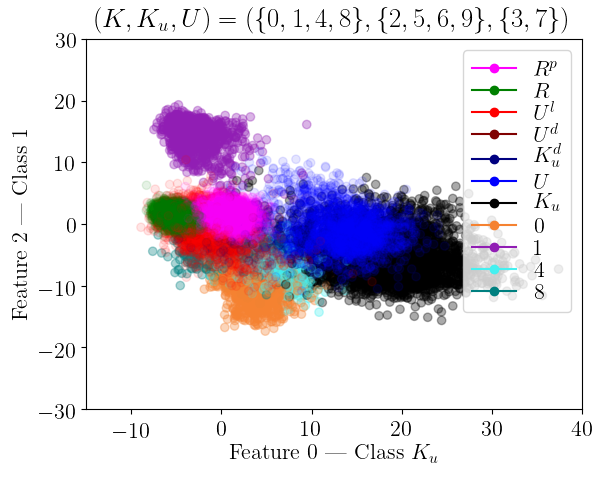 (K, K_u, U) = ({0, 1, 4, 8}, {2, 5, 6, 9}, {3, 7})
30
20
10
0
−10
−20
−30
Feature 2 — Class 1
−10 0 10 20 30 40
Feature 0 — Class K_u
R^p
R
U^l
U^d
K_u^d
U
K_u
0
1
4
8